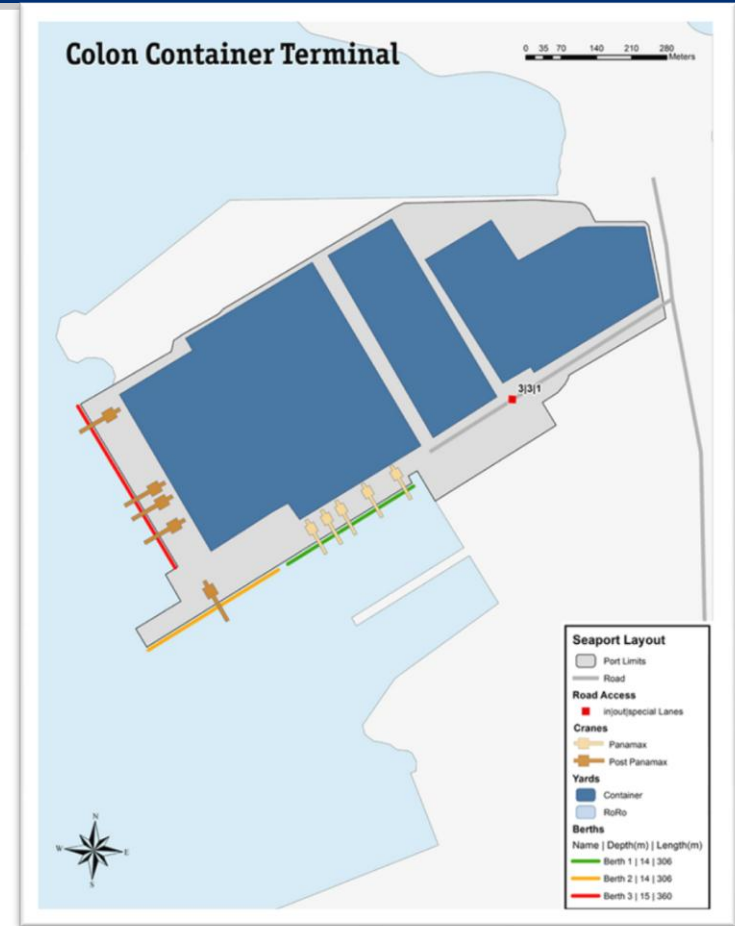 Colon Container Terminal
0 35 70 140 210 280
Meters
3|3|1
Seaport Layout
Port Limits
Road
Road Access
in|out|special Lanes
Cranes
Panamax
Post Panamax
Yards
Container
RoRo
Berths
Name | Depth(m) | Length(m)
Berth 1 | 14 | 306
Berth 2 | 14 | 306
Berth 3 | 15 | 360
N
W E
S